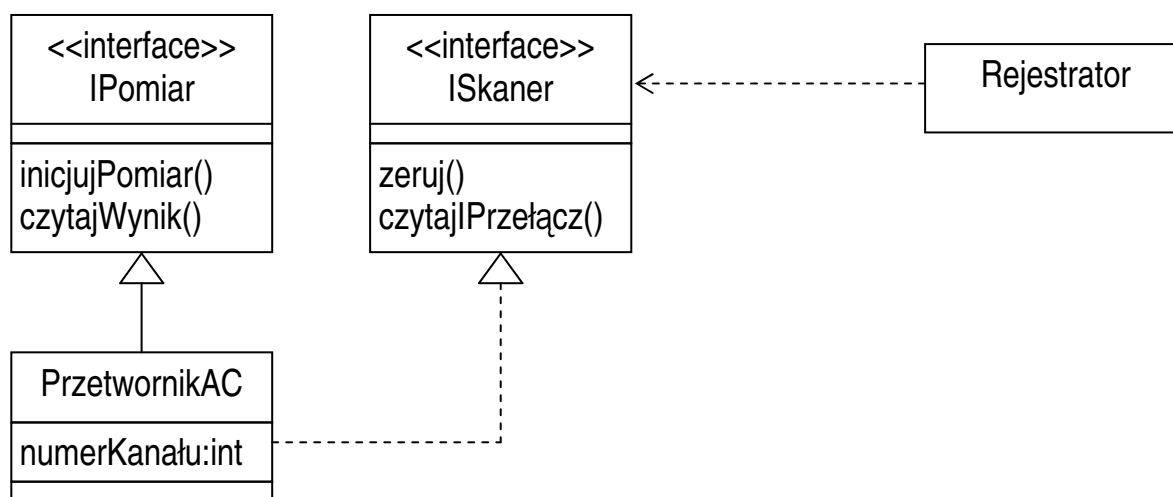 <<interface>>
IPomiar
inicjujPomiar()
czytajWynik()
<<interface>>
ISkaner
zeruj()
czytajIPrzełącz()
Rejestrator
PrzetwornikAC
numerKanału:int